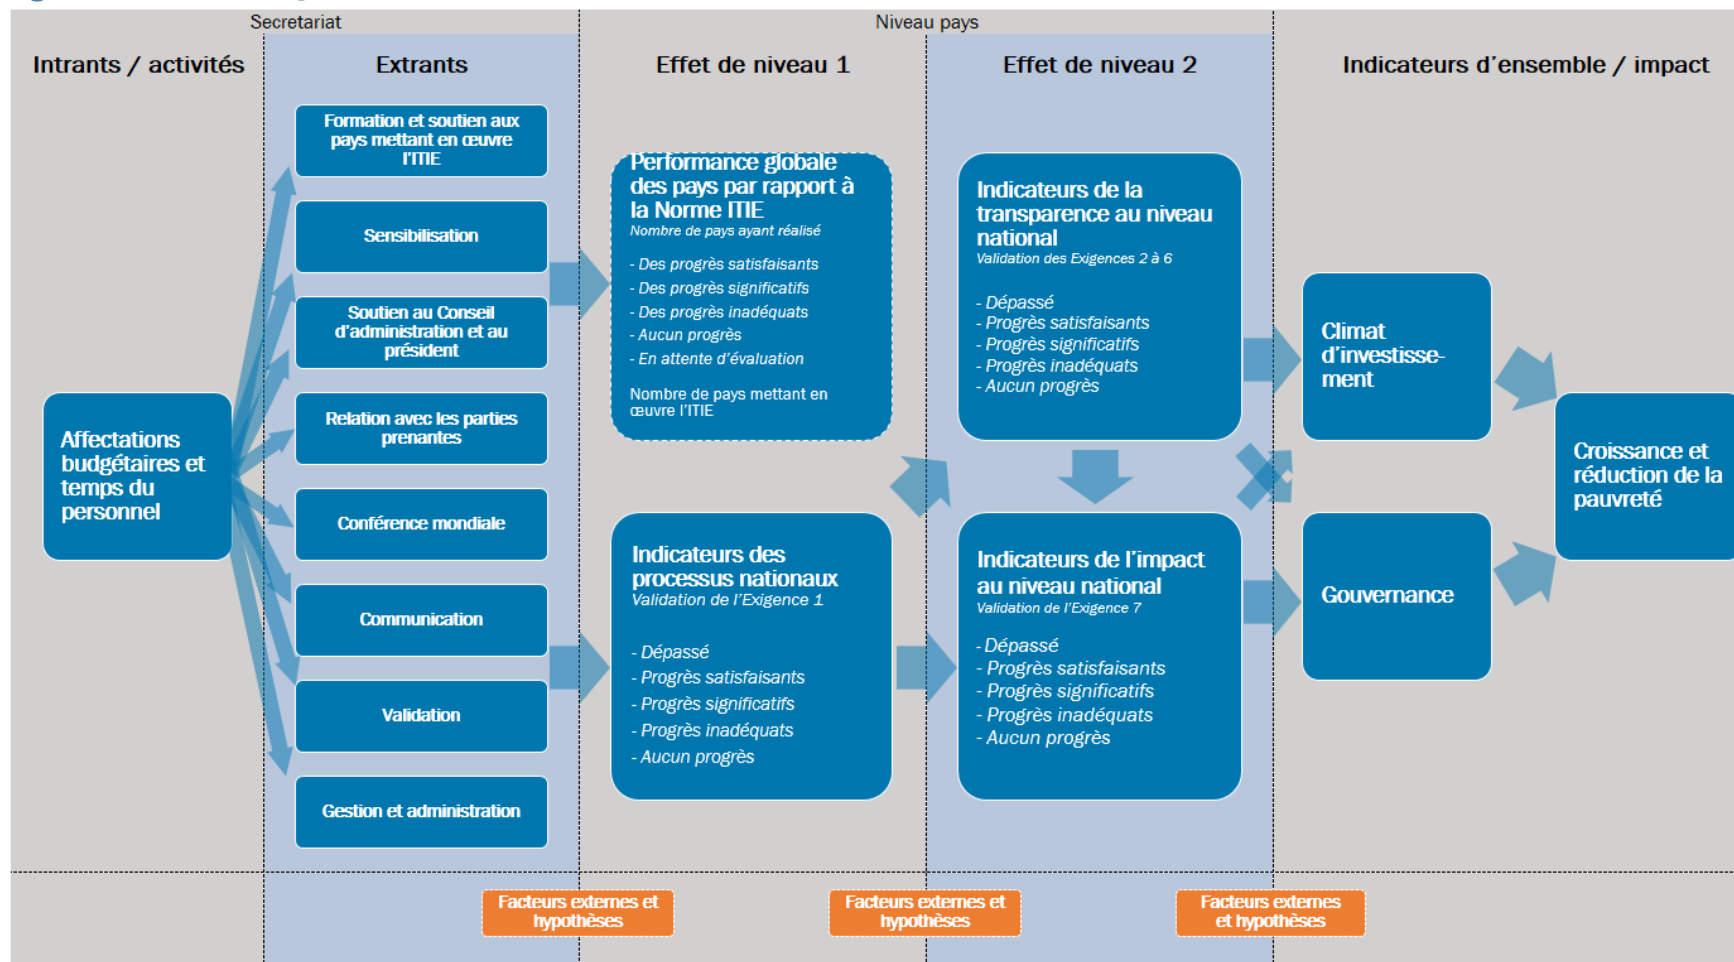 Secretariat
Niveau pays
Intrants / activités
Extrants
Effet de niveau 1
Effet de niveau 2
Indicateurs d'ensemble / impact
Affectations
budgétaires et
temps du
personnel
Formation et soutien aux
pays mettant en œuvre
l'ITIE
Sensibilisation
Soutien au Conseil
d'administration et au
président
Relation avec les parties
prenantes
Conférence mondiale
Communication
Validation
Gestion et administration
Performance globale
des pays par rapport à
la Norme ITIE
Nombre de pays ayant réalisé
- Des progrès satisfaisants
- Des progrès significatifs
- Des progrès inadéquats
- Aucun progrès
- En attente d'évaluation
Nombre de pays mettant en
œuvre l'ITIE
Indicateurs des
processus nationaux
Validation de l'Exigence 1
- Dépassé
- Progrès satisfaisants
- Progrès significatifs
- Progrès inadéquats
- Aucun progrès
Indicateurs de la
transparence au niveau
national
Validation des Exigences 2 à 6
- Dépassé
- Progrès satisfaisants
- Progrès significatifs
- Progrès inadéquats
- Aucun progrès
Indicateurs de l'impact
au niveau national
Validation de l'Exigence 7
- Dépassé
- Progrès satisfaisants
- Progrès significatifs
- Progrès inadéquats
- Aucun progrès
Climat
d'investisse-
ment
Gouvernance
Croissance et
réduction de la
pauvreté
Facteurs externes et
hypothèses
Facteurs externes et
hypothèses
Facteurs externes
et hypothèses